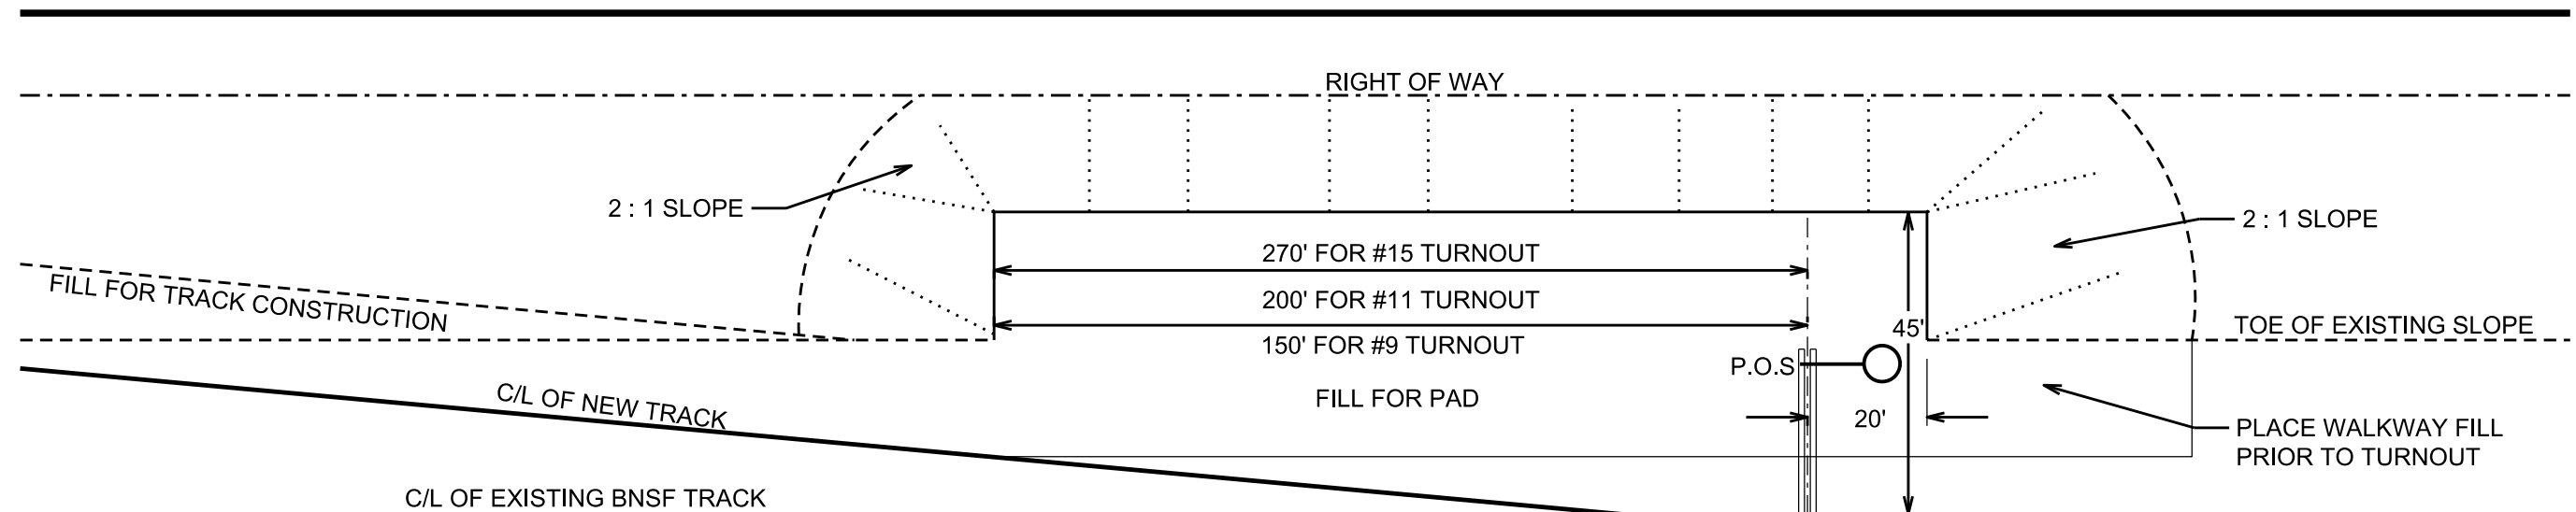 RIGHT OF WAY
2 : 1 SLOPE
2 : 1 SLOPE
270' FOR #15 TURNOUT
FILL FOR TRACK CONSTRUCTION
200' FOR #11 TURNOUT
45'
TOE OF EXISTING SLOPE
150' FOR #9 TURNOUT
P.O.S
C/L OF NEW TRACK
FILL FOR PAD
20'
PLACE WALKWAY FILL
PRIOR TO TURNOUT
C/L OF EXISTING BNSF TRACK